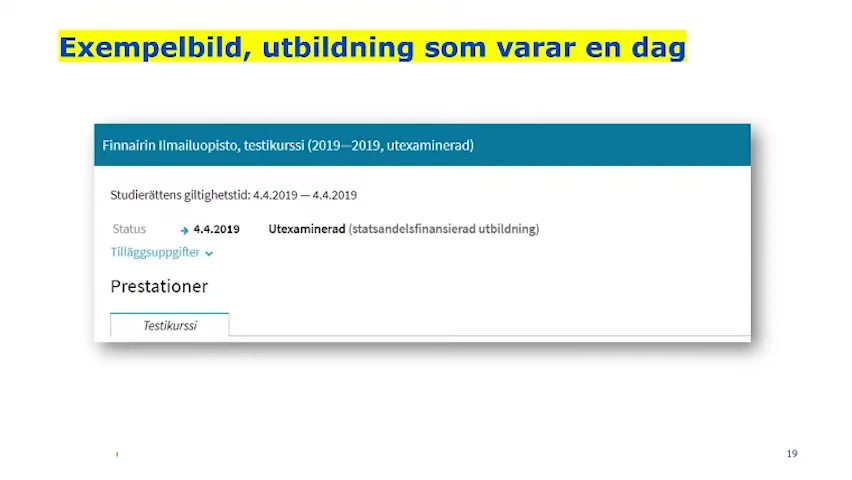 Exempelbild, utbildning som varar en dag
Finnairin Ilmailuopisto, testikurssi (2019—2019, utexaminerad)
Studierättens giltighetstid: 4.4.2019 — 4.4.2019
Status 4.4.2019 Utexaminerad (statsandelsfinansierad utbildning)
Tilläggsuppgifter
Prestationer
Testikurssi
19